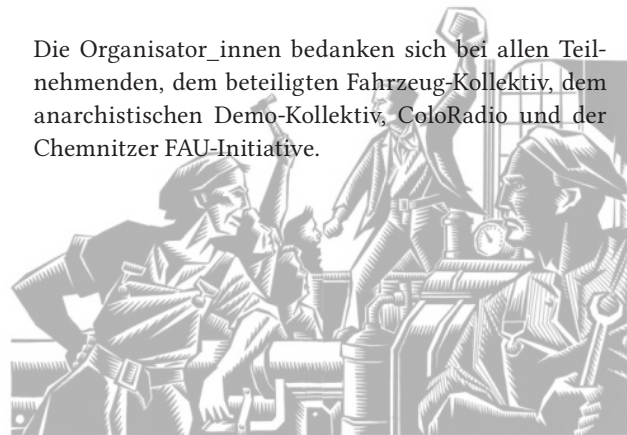 Die Organisator_innen bedanken sich bei allen Teil-
nehmenden, dem beteiligten Fahrzeug-Kollektiv, dem
anarchistischen Demo-Kollektiv, ColoRadio und der
Chemnitzer FAU-Initiative.